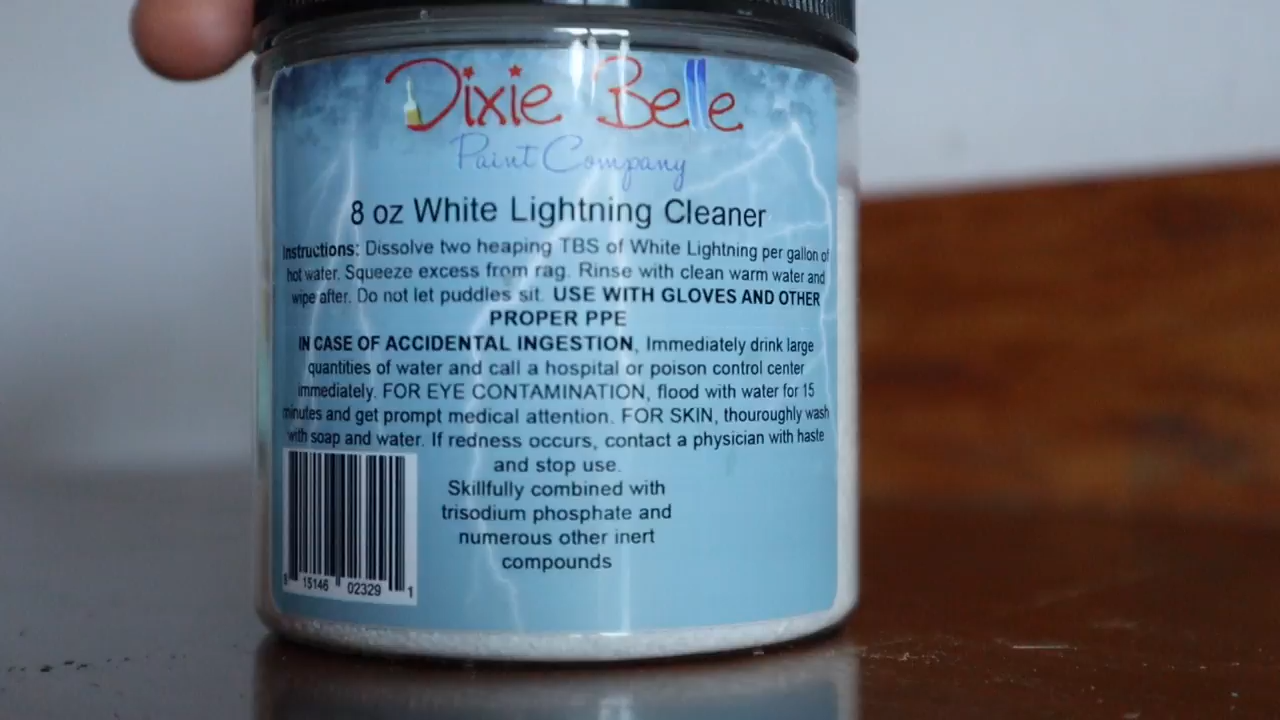 Dixie Belle
Paint Company
8 oz White Lightning Cleaner
Instructions: Dissolve two heaping TBS of White Lightning per gallon of
hot water. Squeeze excess from rag. Rinse with clean warm water and
wipe after. Do not let puddles sit. USE WITH GLOVES AND OTHER
PROPER PPE
IN CASE OF ACCIDENTAL INGESTION, Immediately drink large
quantities of water and call a hospital or poison control center
immediately. FOR EYE CONTAMINATION, flood with water for 15
minutes and get prompt medical attention. FOR SKIN, thouroughly wash
with soap and water. If redness occurs, contact a physician with haste
and stop use.
Skillfully combined with
trisodium phosphate and
numerous other inert
compounds
8 15146 02329 1